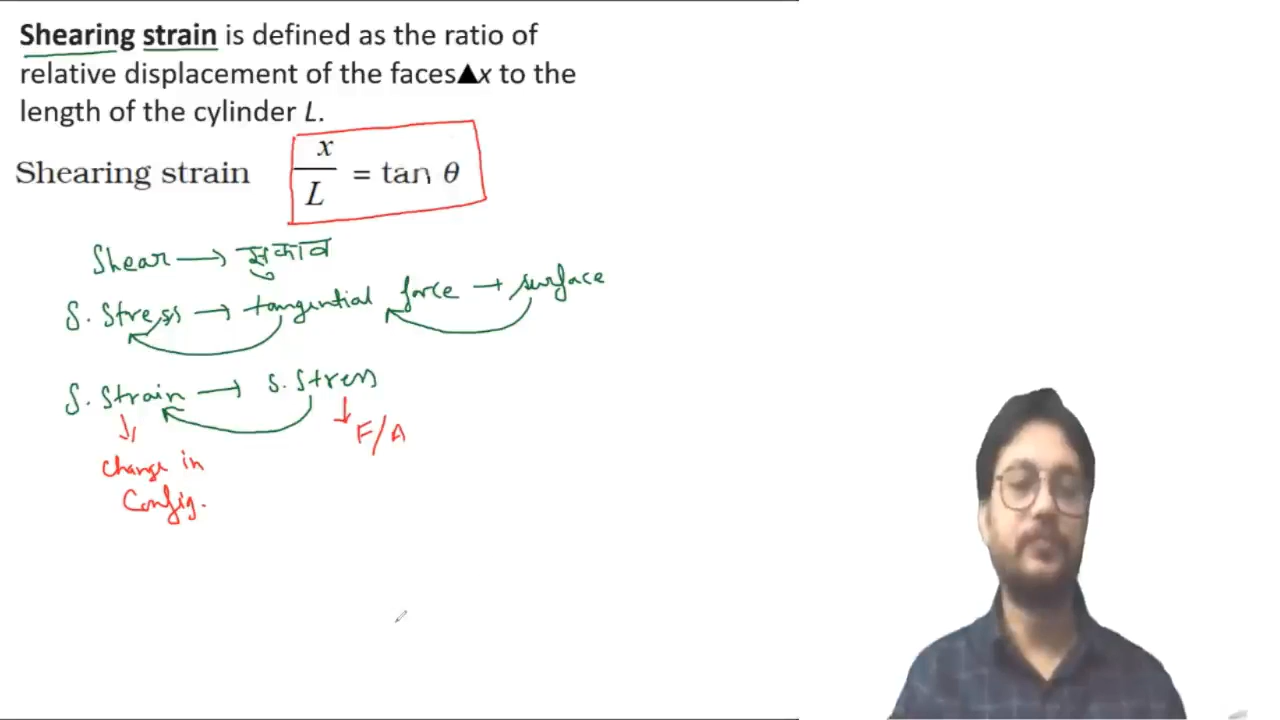 Shearing strain is defined as the ratio of
relative displacement of the faces▲x to the
length of the cylinder L.
Shearing strain x/L = tan θ
Shear → झुकाव
S. Stress → tangential force → surface
S. Strain → S. Stress
F/A
Change in
Config.